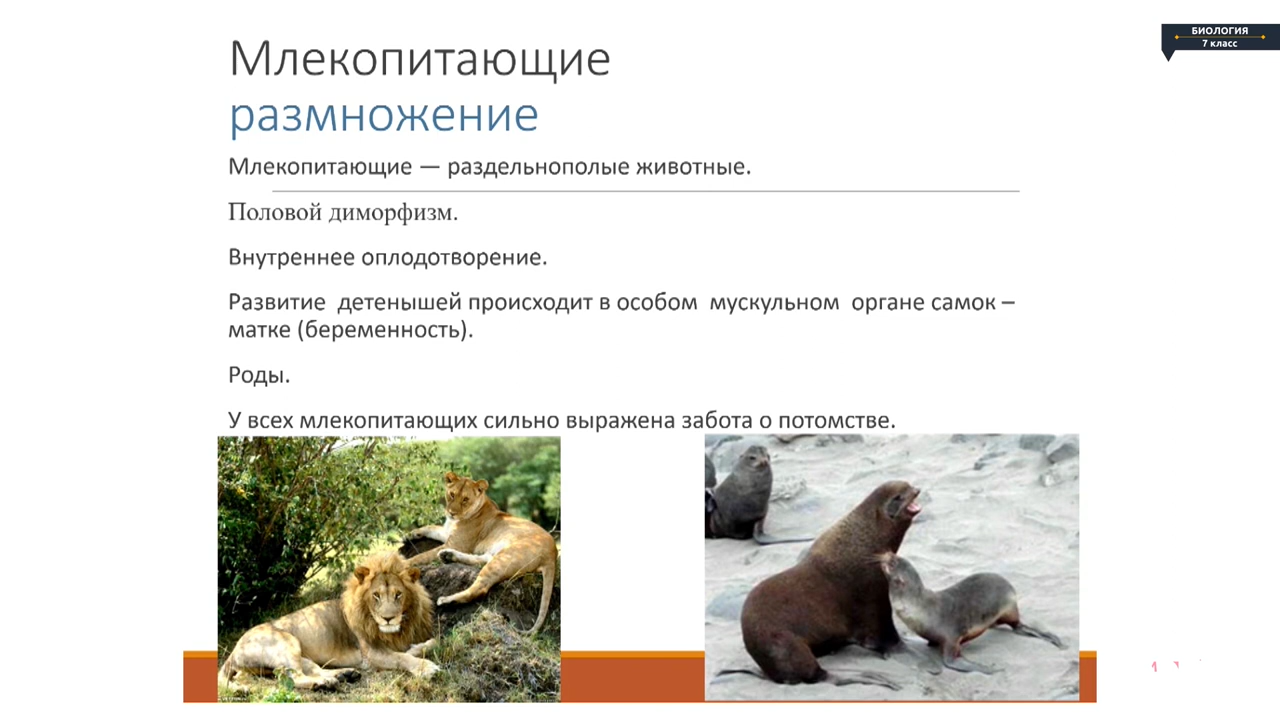 БИОЛОГИЯ
7 класс
Млекопитающие
размножение
Млекопитающие — раздельнополые животные.
Половой диморфизм.
Внутреннее оплодотворение.
Развитие детенышей происходит в особом мускульном органе самок –
матке (беременность).
Роды.
У всех млекопитающих сильно выражена забота о потомстве.